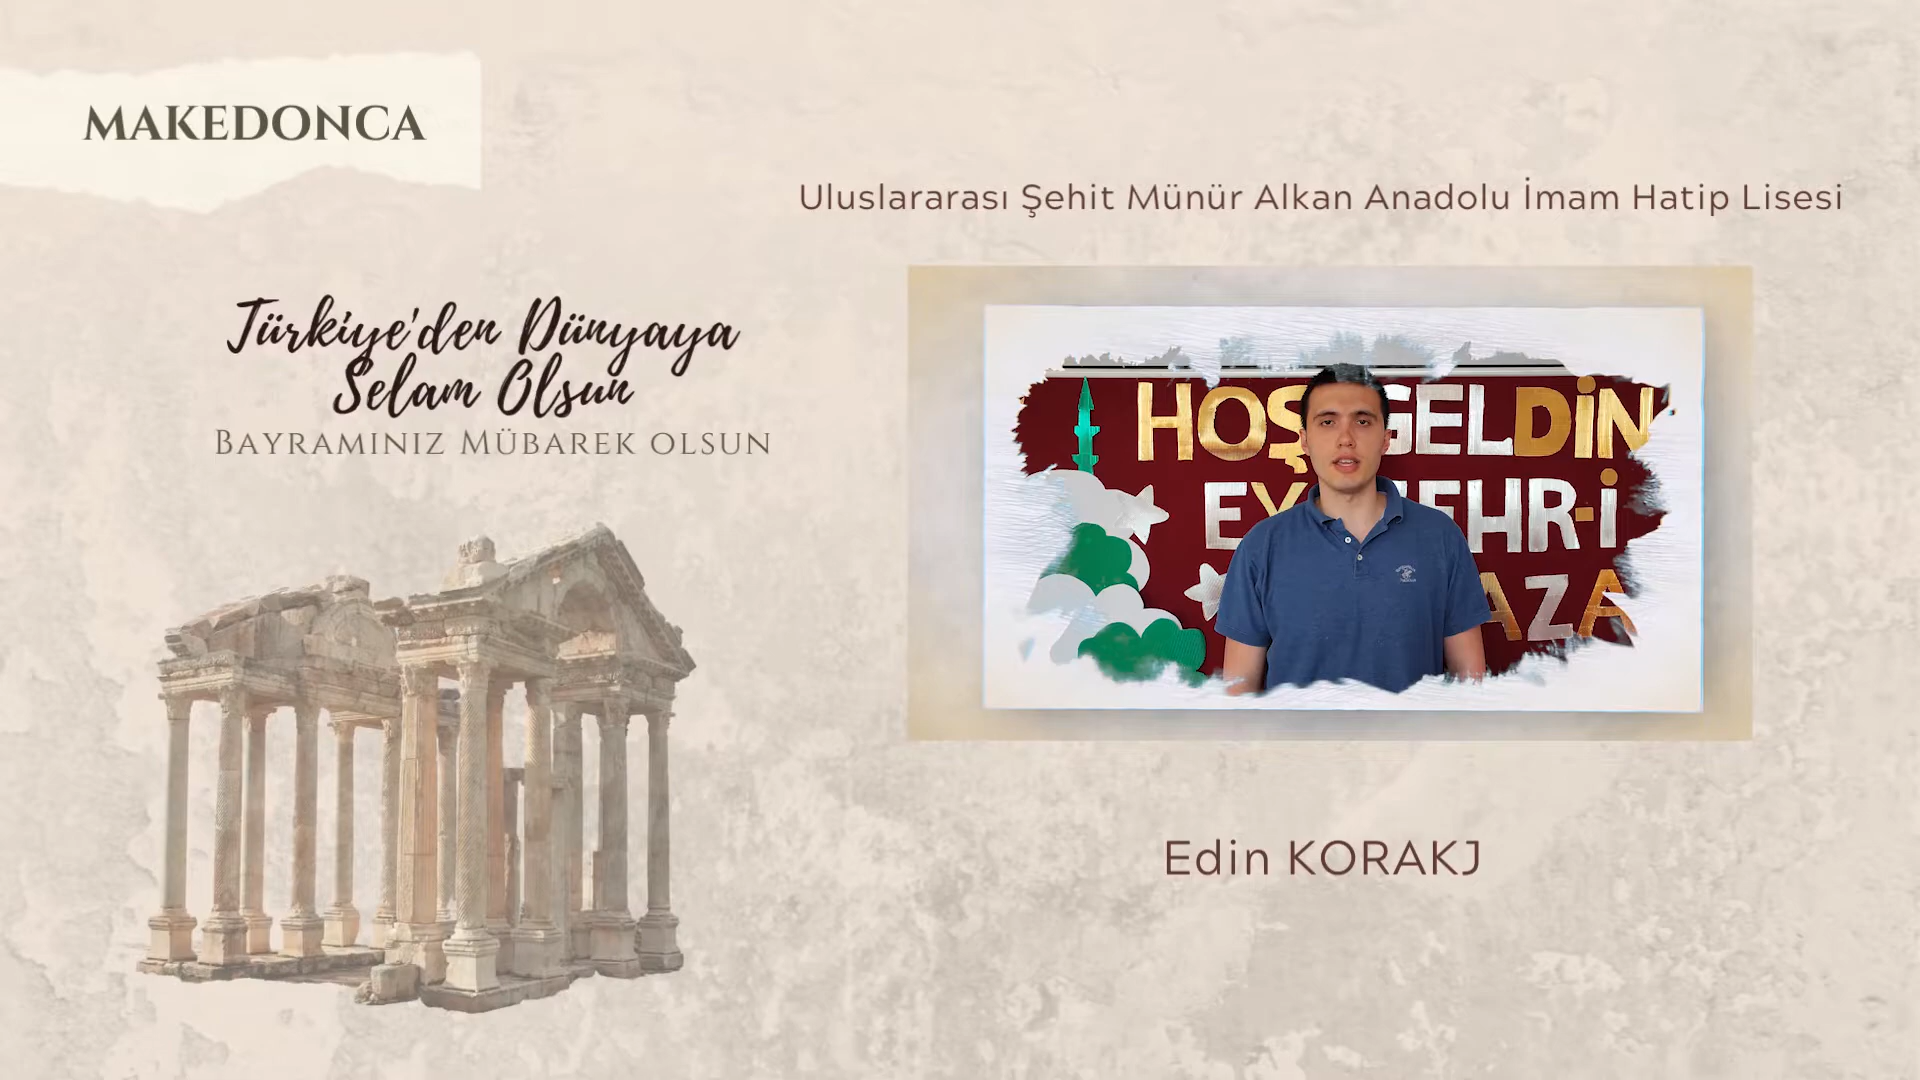 MAKEDONCA
Uluslararası Şehit Münür Alkan Anadolu İmam Hatip Lisesi
Türkiye'den Dünyaya
Selam Olsun
BAYRAMINIZ MÜBAREK OLSUN
HOŞ GELDİN
Edin KORAKJ